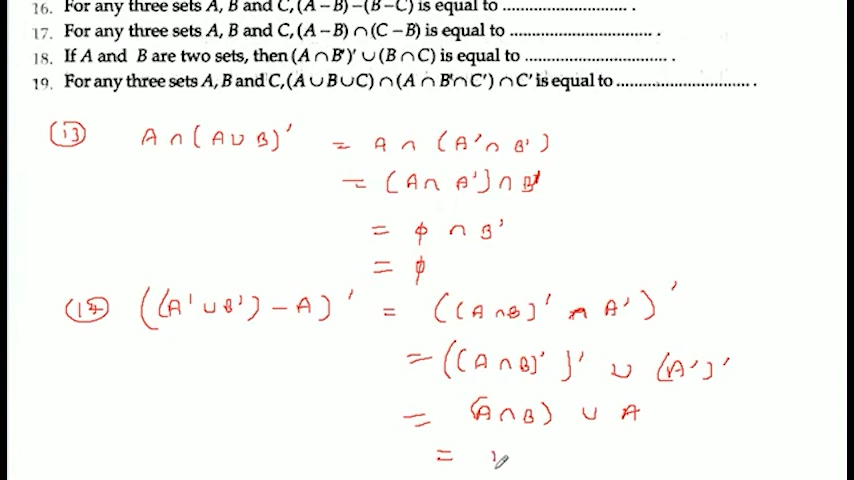 16. For any three sets A, B and C, (A – B) – (B – C) is equal to ................................ .
17. For any three sets A, B and C, (A – B) ∩ (C – B) is equal to .................................... .
18. If A and B are two sets, then (A ∩ B')' ∪ (B ∩ C) is equal to ................................... .
19. For any three sets A, B and C, (A ∪ B ∪ C) ∩ (A ∩ B' ∩ C') ∩ C' is equal to .................................. .
(13) A ∩ (A ∪ B)' = A ∩ (A' ∩ B')
= (A ∩ A') ∩ B'
= ϕ ∩ B'
= ϕ
(14) ((A' ∪ B') – A)' = ((A ∩ B)' ∩ A')'
= ((A ∩ B)')' ∪ (A')'
= (A ∩ B) ∪ A
=